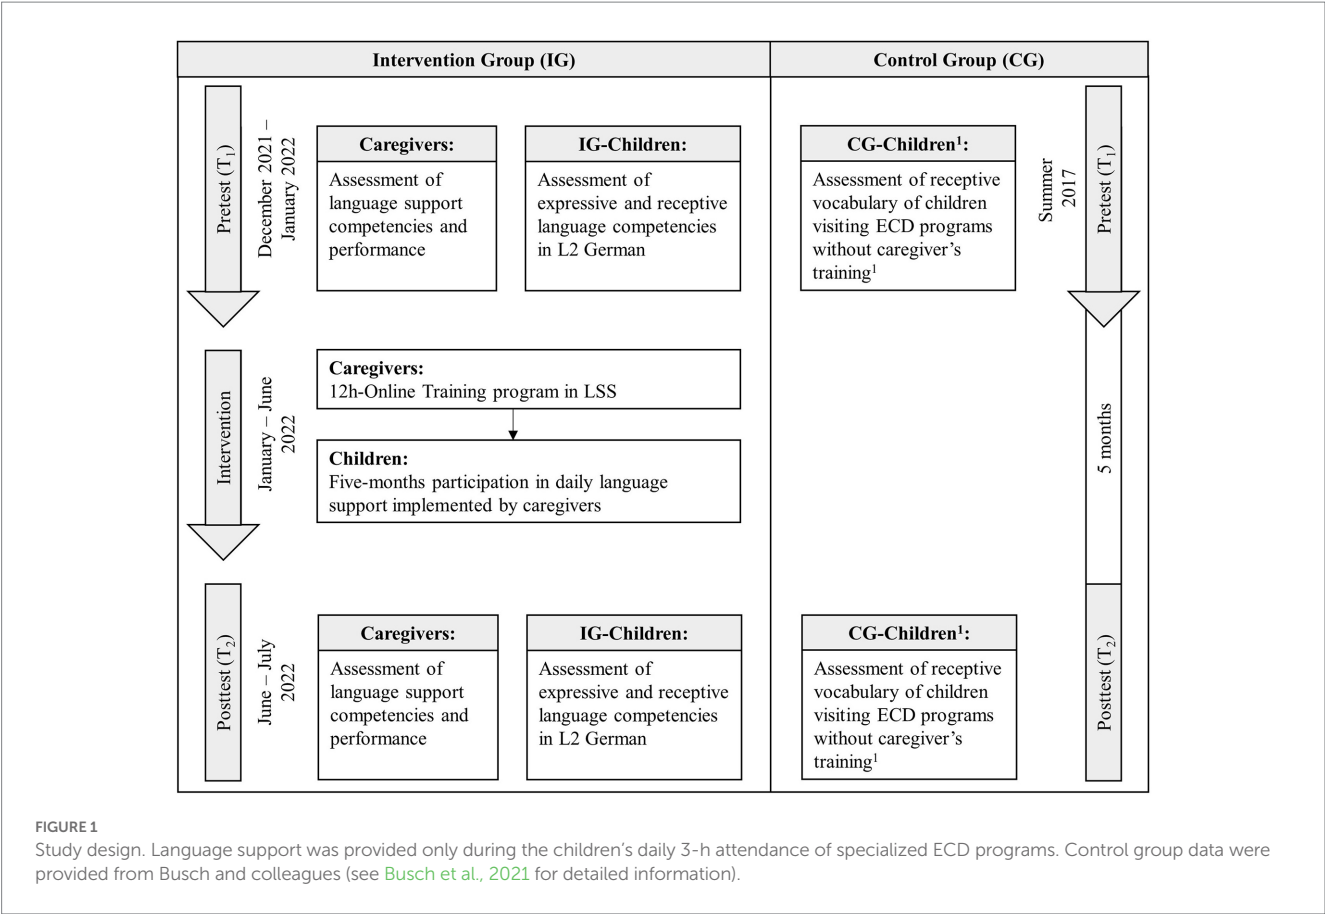 Intervention Group (IG)
Control Group (CG)
Pretest (T₁)
December 2021 –
January 2022
Caregivers:
Assessment of
language support
competencies and
performance
IG-Children:
Assessment of
expressive and receptive
language competencies
in L2 German
CG-Children¹:
Assessment of receptive
vocabulary of children
visiting ECD programs
without caregiver's
training¹
Summer
2017
Pretest (T₁)
Intervention
January – June
2022
Caregivers:
12h-Online Training program in LSS
Children:
Five-months participation in daily language
support implemented by caregivers
5 months
Posttest (T₂)
June – July
2022
Caregivers:
Assessment of
language support
competencies and
performance
IG-Children:
Assessment of
expressive and receptive
language competencies
in L2 German
CG-Children¹:
Assessment of receptive
vocabulary of children
visiting ECD programs
without caregiver's
training¹
Posttest (T₂)
FIGURE 1
Study design. Language support was provided only during the children's daily 3-h attendance of specialized ECD programs. Control group data were
provided from Busch and colleagues (see Busch et al., 2021 for detailed information).